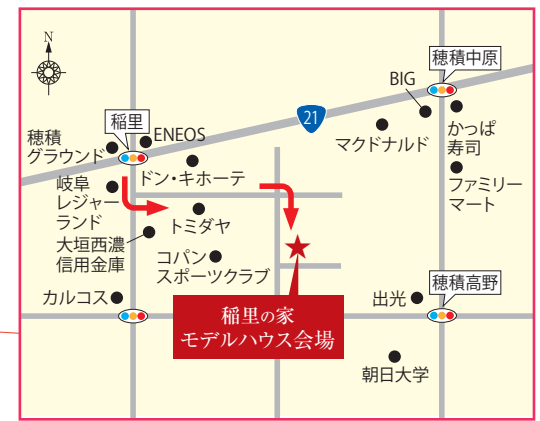 N
穂積中原
BIG
21
稲里
ENEOS
穂積
グラウンド
マクドナルド
かっぱ
寿司
ドン・キホーテ
岐阜
レジャー
ランド
ファミリー
マート
トミダヤ
大垣西濃
信用金庫
コパン
スポーツクラブ
カルコス
稲里の家
モデルハウス会場
出光
穂積高野
朝日大学